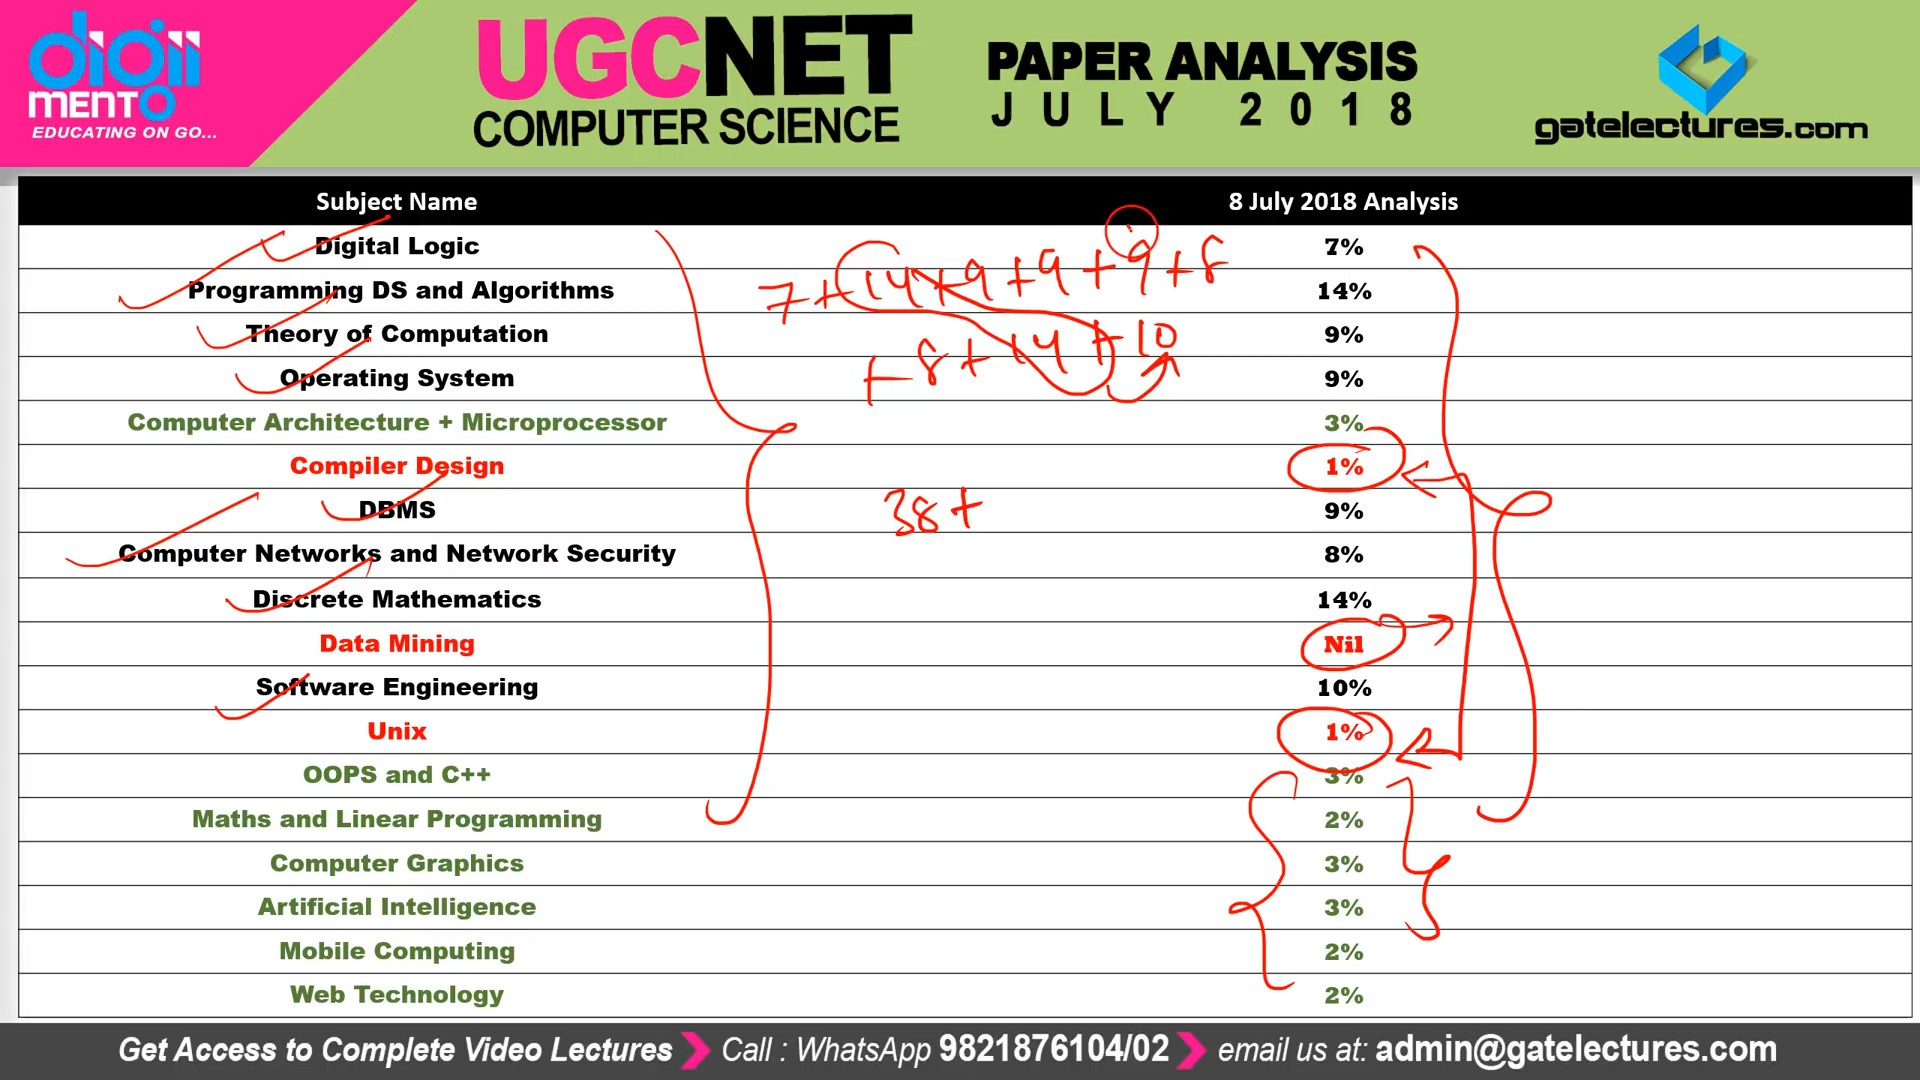 digii
MENTO
EDUCATING ON GO...
UGCNET
COMPUTER SCIENCE
PAPER ANALYSIS
JULY 2018
gatelectures.com
Subject Name 8 July 2018 Analysis
Digital Logic 7%
7+14+9+9+9+8
Programming DS and Algorithms 14%
Theory of Computation 9%
+8+14+10
Operating System 9%
Computer Architecture + Microprocessor 3%
Compiler Design 1%
DBMS 38+ 9%
Computer Networks and Network Security 8%
Discrete Mathematics 14%
Data Mining Nil
Software Engineering 10%
Unix 1%
OOPS and C++ 3%
Maths and Linear Programming 2%
Computer Graphics 3%
Artificial Intelligence 3%
Mobile Computing 2%
Web Technology 2%
Get Access to Complete Video Lectures Call : WhatsApp 9821876104/02 email us at: admin@gatelectures.com